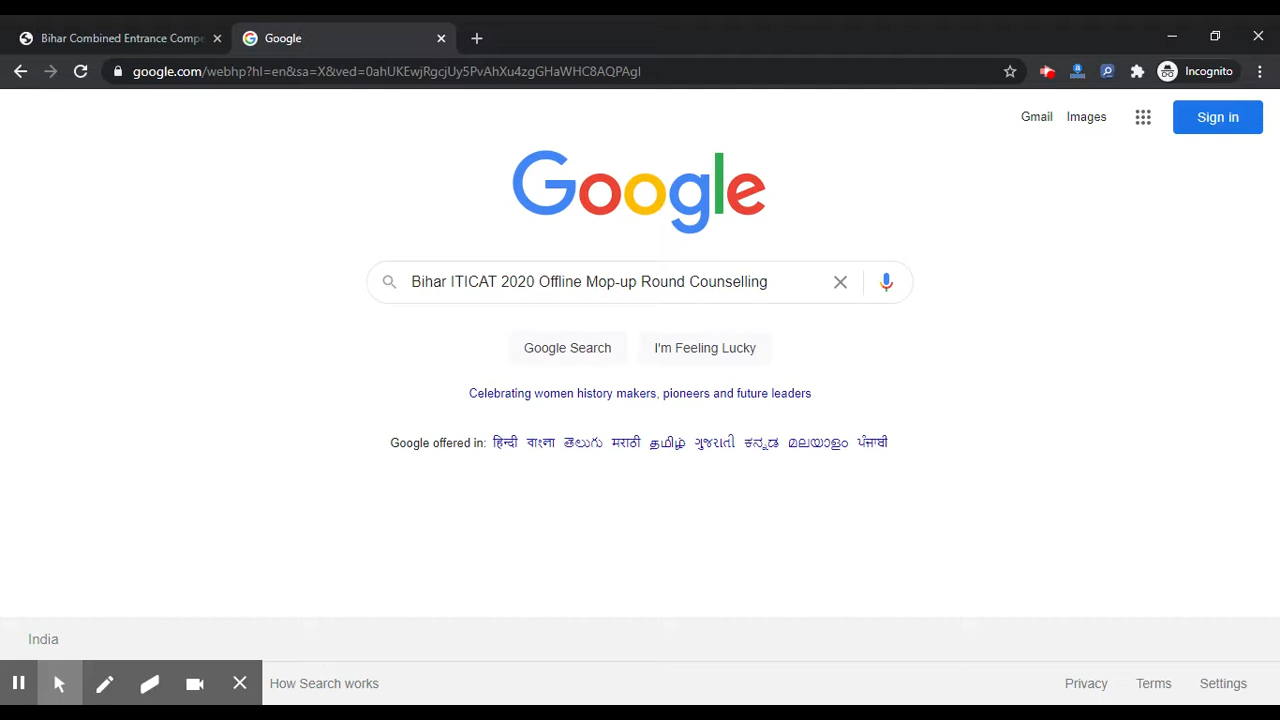 Bihar Combined Entrance Compe
Google
google.com/webhp?hl=en&sa=X&ved=0ahUKEwjRgcjUy5PvAhXu4zgGHaWHC8AQPAgI
Incognito
Gmail Images
Sign in
Google
Bihar ITICAT 2020 Offline Mop-up Round Counselling
Google Search I'm Feeling Lucky
Celebrating women history makers, pioneers and future leaders
Google offered in: हिन्दी বাংলা తెలుగు मराठी தமிழ் ગુજરાતી ಕನ್ನಡ മലയാളം ਪੰਜਾਬੀ
India
How Search works Privacy Terms Settings